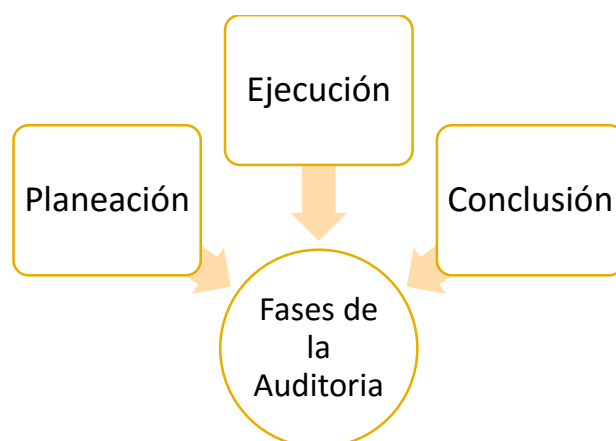 Ejecución
Planeación
Conclusión
Fases de
la
Auditoria